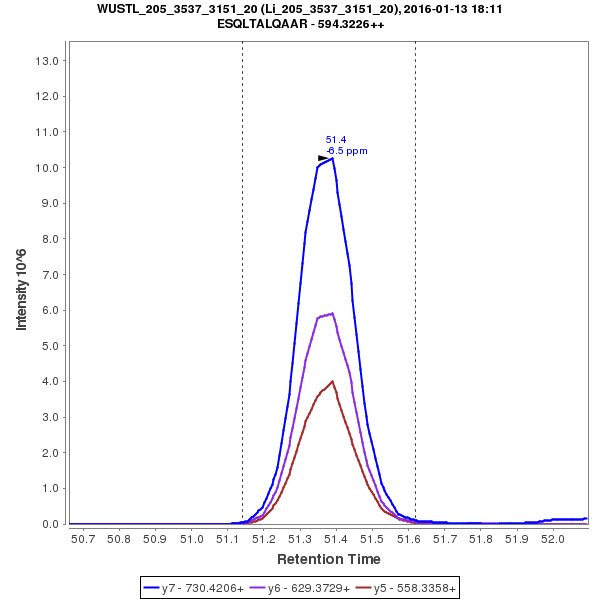 WUSTL_205_3537_3151_20 (Li_205_3537_3151_20), 2016-01-13 18:11
ESQLTALQAAR - 594.3226++
51.4
-6.5 ppm
13.0
12.0
11.0
10.0
9.0
8.0
7.0
6.0
5.0
4.0
3.0
2.0
1.0
0.0
Intensity 10^6
50.7 50.8 50.9 51.0 51.1 51.2 51.3 51.4 51.5 51.6 51.7 51.8 51.9 52.0
Retention Time
y7 - 730.4206+ y6 - 629.3729+ y5 - 558.3358+